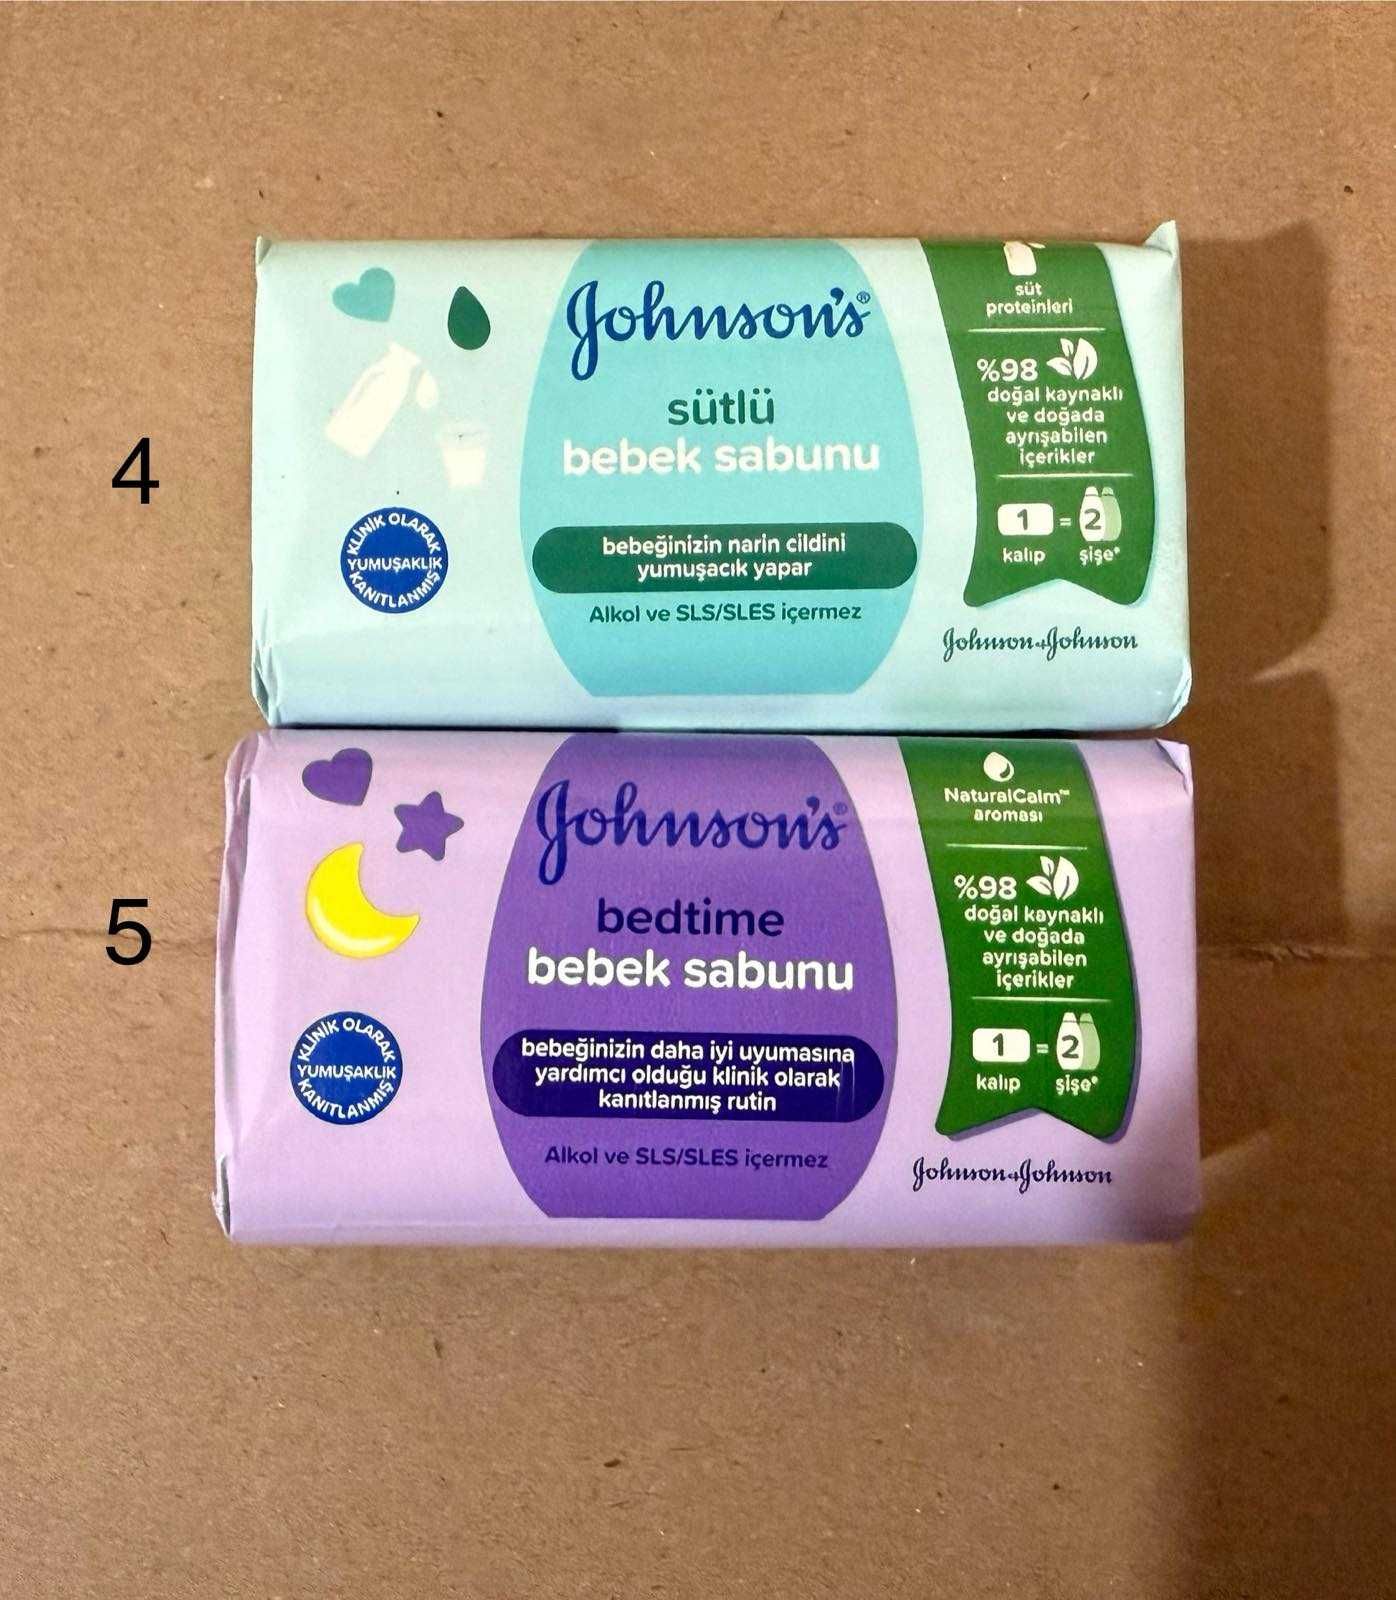 4
Johnson's®
sütlü
bebek sabunu
bebeğinizin narin cildini
yumuşacık yapar
Alkol ve SLS/SLES içermez
KLİNİK OLARAK
YUMUŞAKLIK
KANITLANMIŞ
süt
proteinleri
%98
doğal kaynaklı
ve doğada
ayrışabilen
içerikler
1 = 2
kalıp şişe*
Johnson+Johnson
5
Johnson's®
bedtime
bebek sabunu
bebeğinizin daha iyi uyumasına
yardımcı olduğu klinik olarak
kanıtlanmış rutin
Alkol ve SLS/SLES içermez
KLİNİK OLARAK
YUMUŞAKLIK
KANITLANMIŞ
NaturalCalm™
aroması
%98
doğal kaynaklı
ve doğada
ayrışabilen
içerikler
1 = 2
kalıp şişe*
Johnson+Johnson